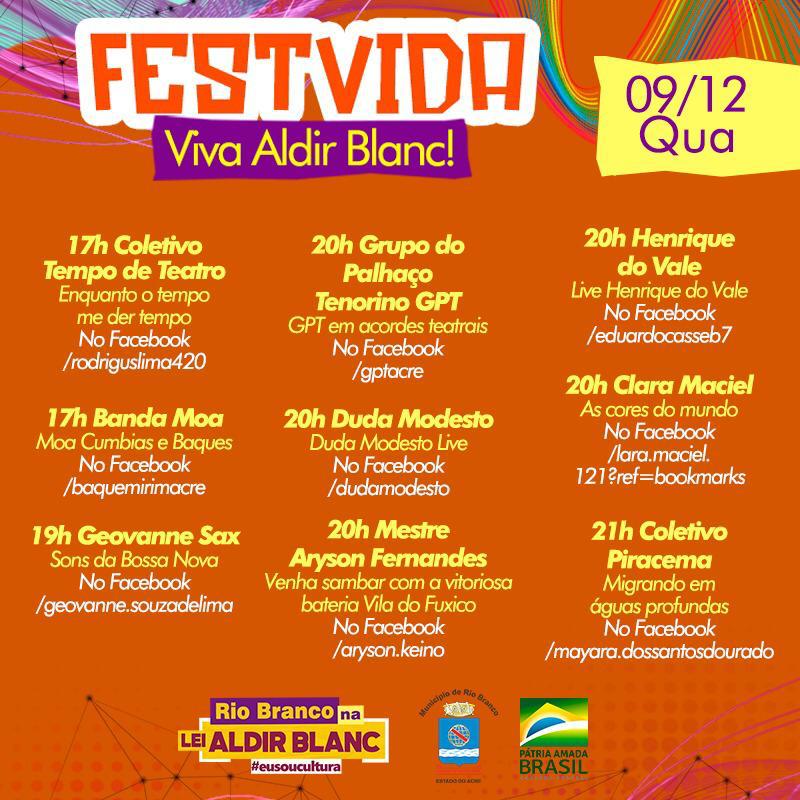 FESTVIDA
Viva Aldir Blanc!
09/12
Qua
17h Coletivo
Tempo de Teatro
Enquanto o tempo
me der tempo
No Facebook
/rodriguslima420
17h Banda Moa
Moa Cumbias e Baques
No Facebook
/baquemirimacre
19h Geovanne Sax
Sons da Bossa Nova
No Facebook
/geovanne.souzadelima
20h Grupo do
Palhaço
Tenorino GPT
GPT em acordes teatrais
No Facebook
/gptacre
20h Duda Modesto
Duda Modesto Live
No Facebook
/dudamodesto
20h Mestre
Aryson Fernandes
Venha sambar com a vitoriosa
bateria Vila do Fuxico
No Facebook
/aryson.keino
20h Henrique
do Vale
Live Henrique do Vale
No Facebook
/eduardocasseb7
20h Clara Maciel
As cores do mundo
No Facebook
/lara.maciel.
121?ref=bookmarks
21h Coletivo
Piracema
Migrando em
águas profundas
No Facebook
/mayara.dossantosdourado
Rio Branco na
LEI ALDIR BLANC
#eusoucultura
Município de Rio Branco
ESTADO DO ACRE
PÁTRIA AMADA
BRASIL